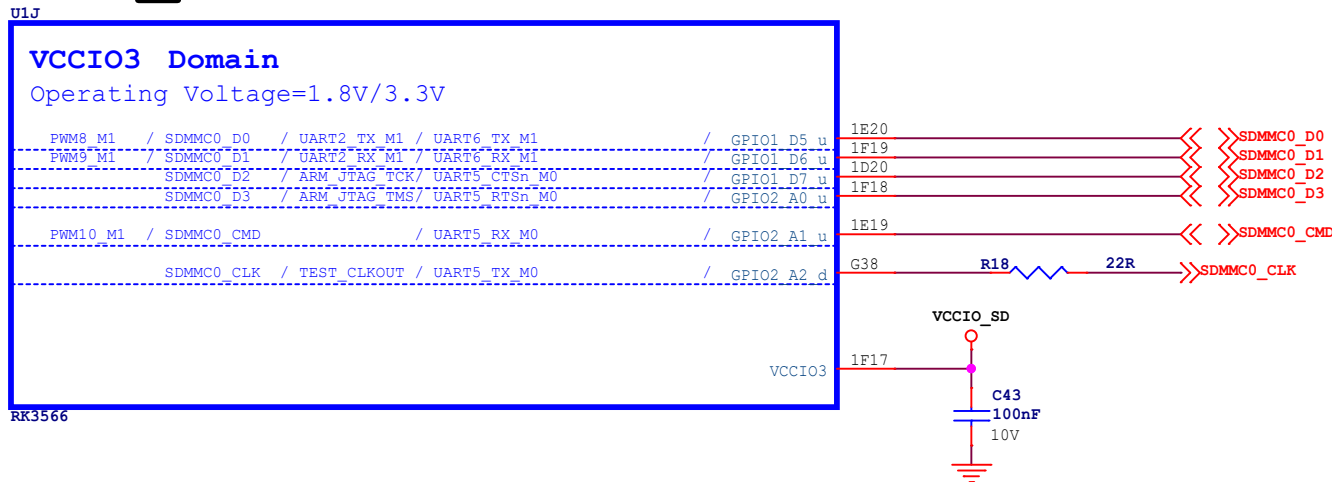 U1J
VCCIO3 Domain
Operating Voltage=1.8V/3.3V
PWM8_M1 / SDMMC0_D0 / UART2_TX_M1 / UART6_TX_M1 / GPIO1_D5_u 1E20 SDMMC0_D0
PWM9_M1 / SDMMC0_D1 / UART2_RX_M1 / UART6_RX_M1 / GPIO1_D6_u 1F19 SDMMC0_D1
SDMMC0_D2 / ARM_JTAG_TCK/ UART5_CTSn_M0 / GPIO1_D7_u 1D20 SDMMC0_D2
SDMMC0_D3 / ARM_JTAG_TMS/ UART5_RTSn_M0 / GPIO2_A0_u 1F18 SDMMC0_D3
PWM10_M1 / SDMMC0_CMD / UART5_RX_M0 / GPIO2_A1_u 1E19 SDMMC0_CMD
SDMMC0_CLK / TEST_CLKOUT / UART5_TX_M0 / GPIO2_A2_d G38 R18 22R SDMMC0_CLK
VCCIO_SD
VCCIO3 1F17
C43
100nF
10V
RK3566